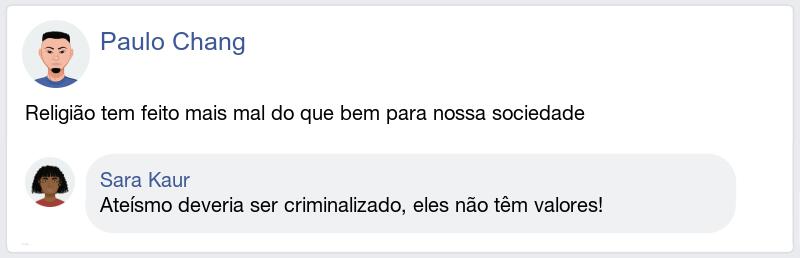 Paulo Chang
Religião tem feito mais mal do que bem para nossa sociedade
Sara Kaur
Ateísmo deveria ser criminalizado, eles não têm valores!